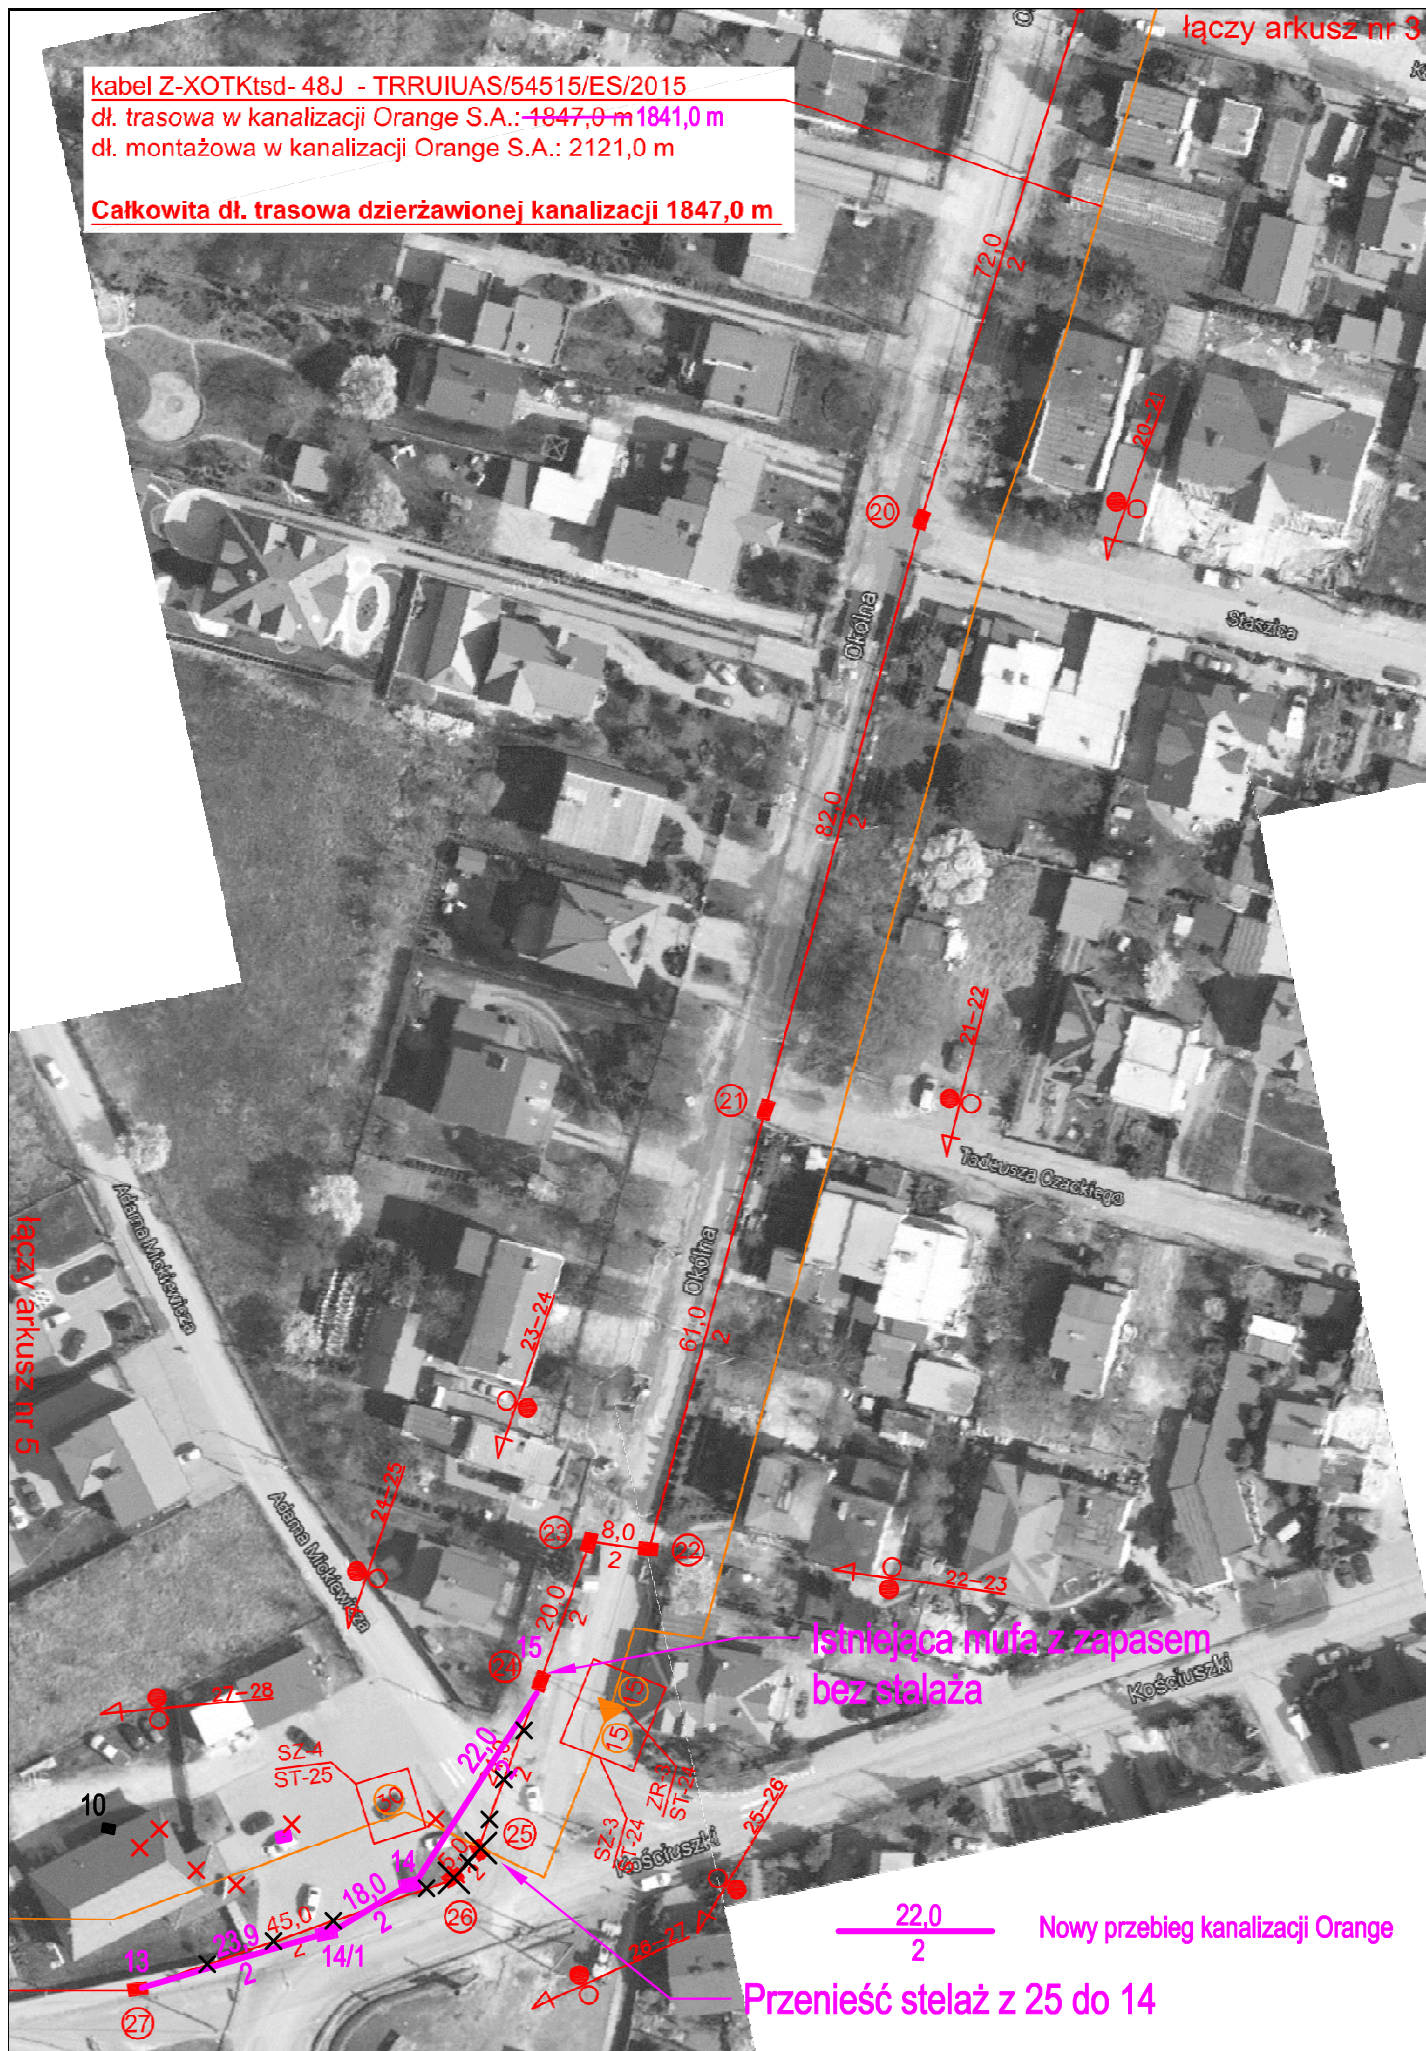 łączy arkusz nr 3
kabel Z-XOTKtsd- 48J - TRRUIUAS/54515/ES/2015
dł. trasowa w kanalizacji Orange S.A.: 1847,0 m 1841,0 m
dł. montażowa w kanalizacji Orange S.A.: 2121,0 m
Całkowita dł. trasowa dzierżawionej kanalizacji 1847,0 m
72,0
2
20-21
20
Okólna
Staszica
82,0
2
21-22
21
Tadeusza Czackiego
Adama Mickiewicza
łączy arkusz nr 5
Okólna
61,0
2
23-24
24-25
Adama Mickiewicza
23
8,0
2
22
22-23
20,0
2
15
24
Istniejąca mufa z zapasem
bez stalaża
Kościuszki
27-28
15
15
22,0
2
2
SZ-4
ST-25
30
ZR-3
ST-24
SZ-3
ST-24
25-26
10
25
Kościuszki
2
14
18,0
2
26
45,0
2
23,9
2
13
14/1
26-27
27
22,0
2
Nowy przebieg kanalizacji Orange
Przenieść stelaż z 25 do 14